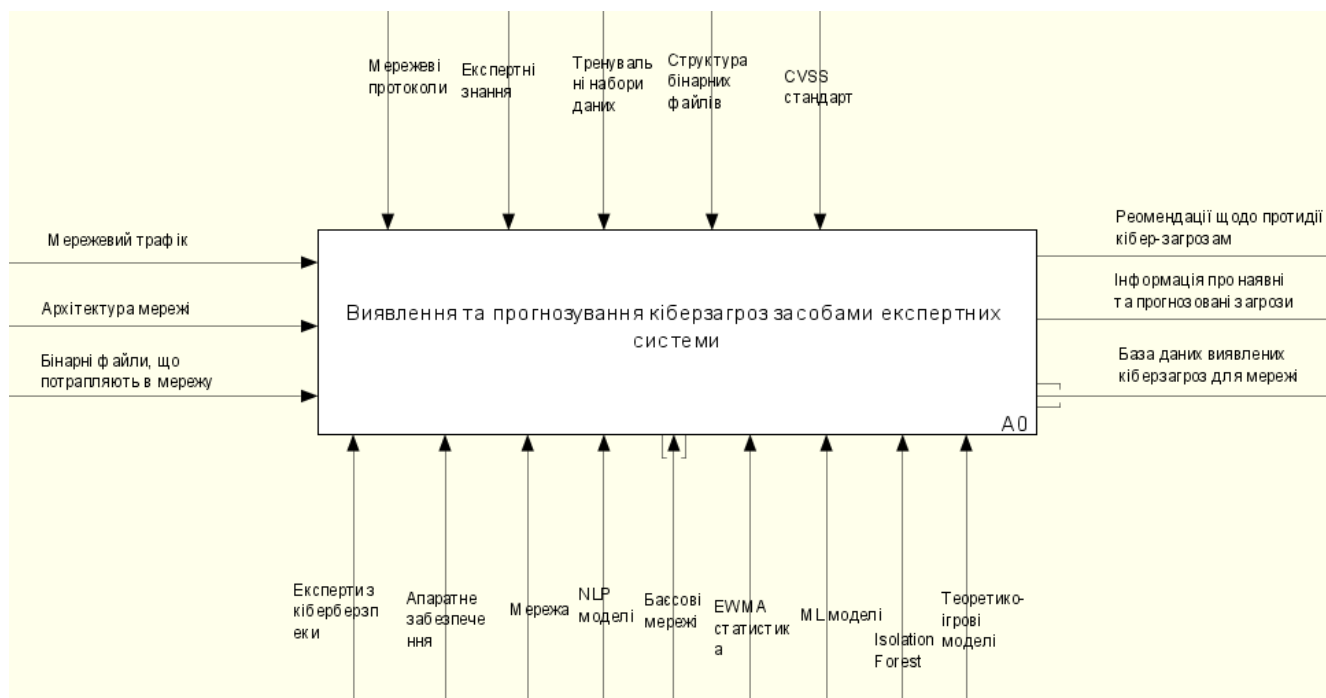 Мережеві
протоколи
Експертні
знання
Тренуваль
ні набори
даних
Структура
бінарних
файлів
CVSS
стандарт
Мережевий трафік
Архітектура мережі
Бінарні файли, що
потрапляють в мережу
Виявлення та прогнозування кіберзагроз засобами експертних
системи
A0
Реомендації щодо протидії
кібер-загрозам
Інформація про наявні
та прогнозовані загрози
База даних виявлених
кіберзагроз для мережі
Експерти з
кіберберзп
еки
Апаратне
забезпече
ння
Мережа
NLP
моделі
Баєсові
мережі
EWMA
статистик
а
ML моделі
Isolation
Forest
Теоретико-
ігрові
моделі